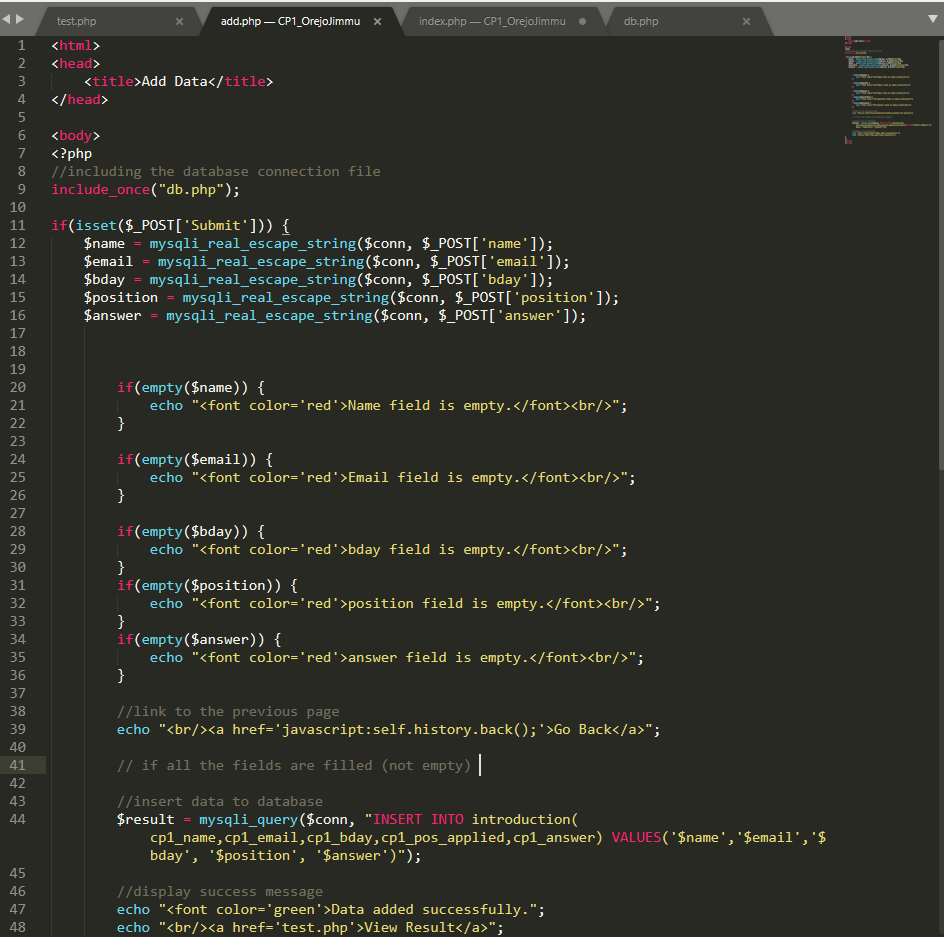 test.php × add.php — CP1_OrejoJimmu × index.php — CP1_OrejoJimmu db.php ×
1 <html>
2 <head>
3 <title>Add Data</title>
4 </head>
5
6 <body>
7 <?php
8 //including the database connection file
9 include_once("db.php");
10
11 if(isset($_POST['Submit'])) {
12 $name = mysqli_real_escape_string($conn, $_POST['name']);
13 $email = mysqli_real_escape_string($conn, $_POST['email']);
14 $bday = mysqli_real_escape_string($conn, $_POST['bday']);
15 $position = mysqli_real_escape_string($conn, $_POST['position']);
16 $answer = mysqli_real_escape_string($conn, $_POST['answer']);
17
18
19
20 if(empty($name)) {
21 echo "<font color='red'>Name field is empty.</font><br/>";
22 }
23
24 if(empty($email)) {
25 echo "<font color='red'>Email field is empty.</font><br/>";
26 }
27
28 if(empty($bday)) {
29 echo "<font color='red'>bday field is empty.</font><br/>";
30 }
31 if(empty($position)) {
32 echo "<font color='red'>position field is empty.</font><br/>";
33 }
34 if(empty($answer)) {
35 echo "<font color='red'>answer field is empty.</font><br/>";
36 }
37
38 //link to the previous page
39 echo "<br/><a href='javascript:self.history.back();'>Go Back</a>";
40
41 // if all the fields are filled (not empty)
42
43 //insert data to database
44 $result = mysqli_query($conn, "INSERT INTO introduction(
cp1_name,cp1_email,cp1_bday,cp1_pos_applied,cp1_answer) VALUES('$name','$email','$
bday', '$position', '$answer')");
45
46 //display success message
47 echo "<font color='green'>Data added successfully.";
48 echo "<br/><a href='test.php'>View Result</a>";